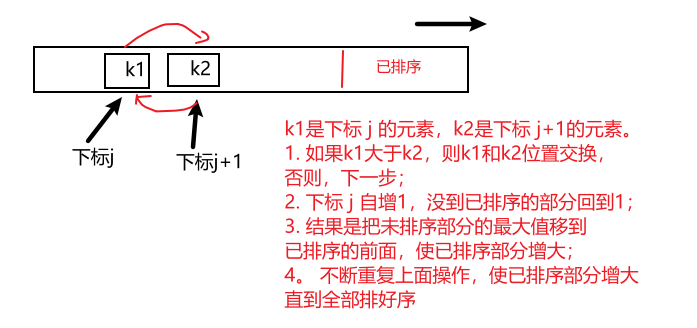 k1
k2
已排序
下标j
下标j+1
k1是下标 j 的元素，k2是下标 j+1的元素。
1. 如果k1大于k2，则k1和k2位置交换，
否则，下一步；
2. 下标 j 自增1，没到已排序的部分回到1；
3. 结果是把未排序部分的最大值移到
已排序的前面，使已排序部分增大；
4。 不断重复上面操作，使已排序部分增大
直到全部排好序